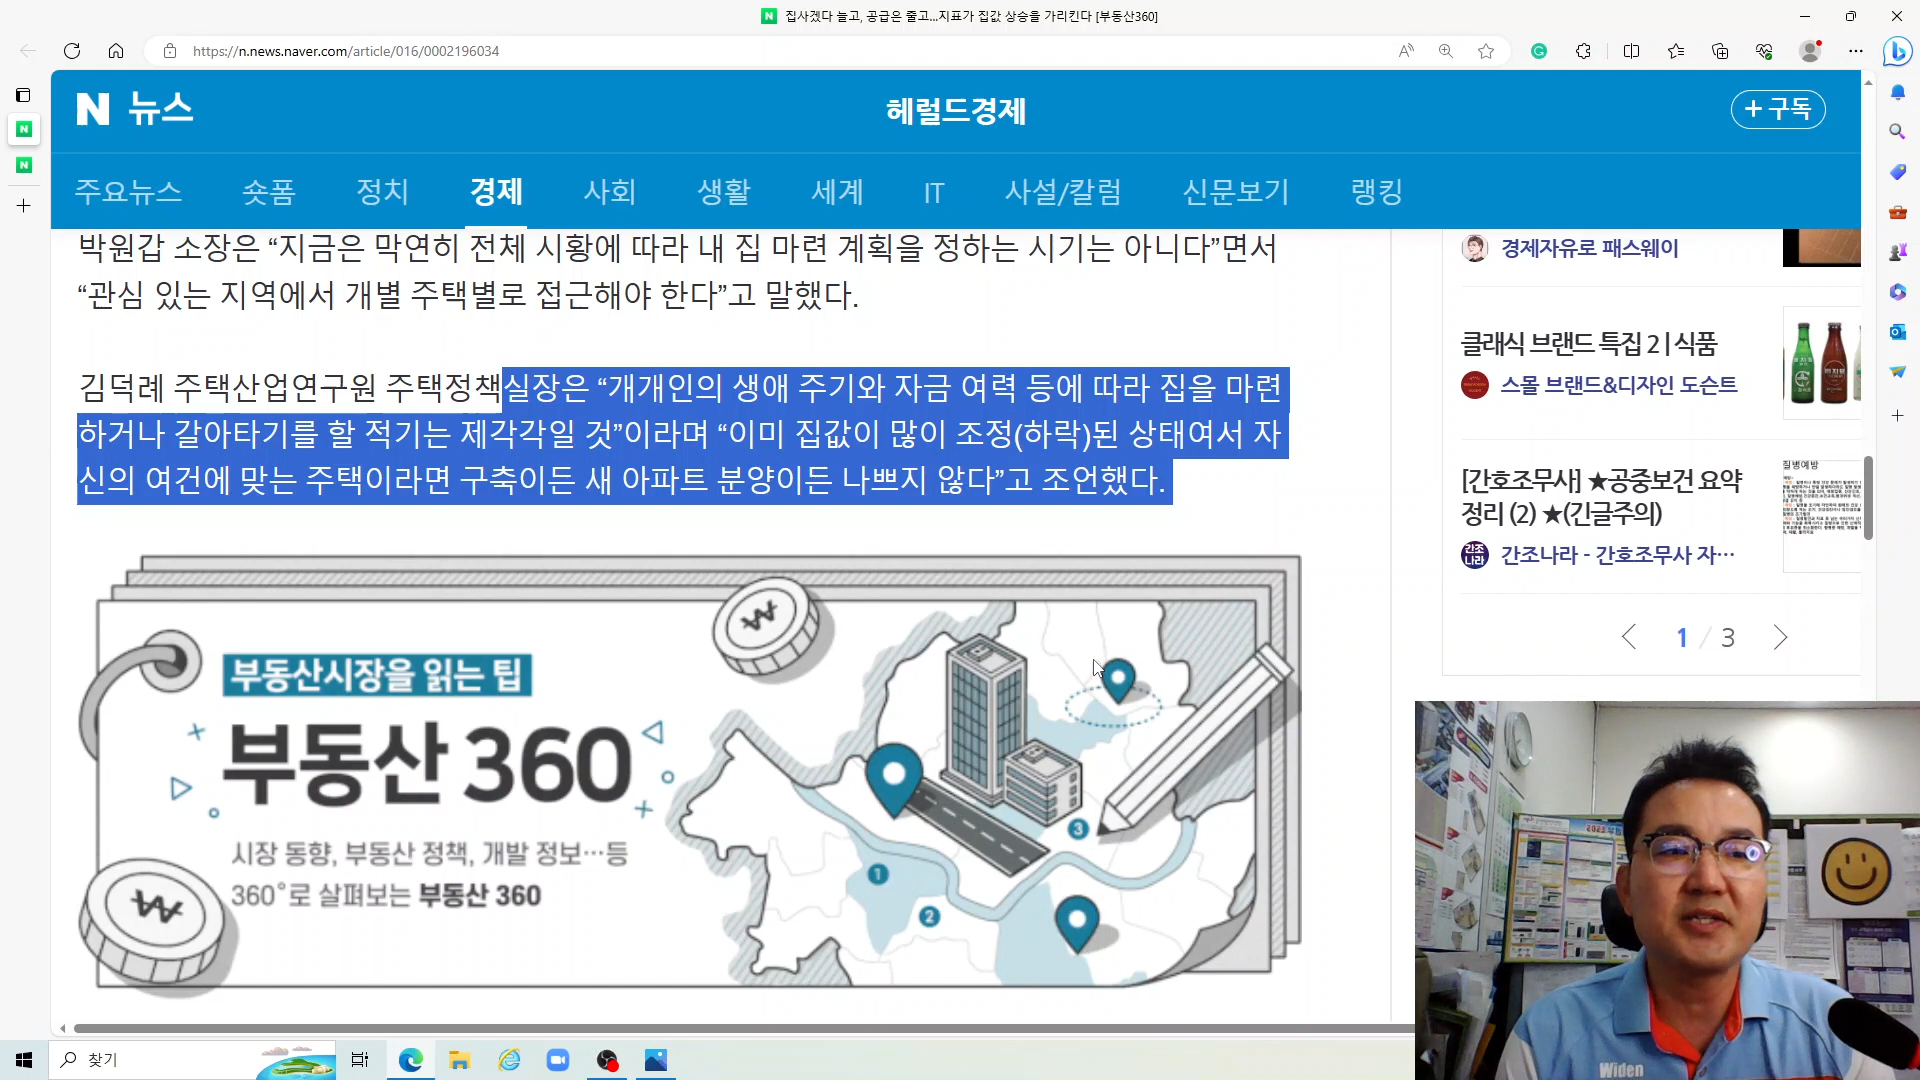 집사겠다 늘고, 공급은 줄고...지표가 집값 상승을 가리킨다 [부동산360]
https://n.news.naver.com/article/016/0002196034
N 뉴스
헤럴드경제
+ 구독
주요뉴스 숏폼 정치 경제 사회 생활 세계 IT 사설/칼럼 신문보기 랭킹
박원갑 소장은 “지금은 막연히 전체 시황에 따라 내 집 마련 계획을 정하는 시기는 아니다”면서
“관심 있는 지역에서 개별 주택별로 접근해야 한다”고 말했다.
김덕례 주택산업연구원 주택정책실장은 “개개인의 생애 주기와 자금 여력 등에 따라 집을 마련
하거나 갈아타기를 할 적기는 제각각일 것”이라며 “이미 집값이 많이 조정(하락)된 상태여서 자
신의 여건에 맞는 주택이라면 구축이든 새 아파트 분양이든 나쁘지 않다”고 조언했다.
부동산시장을 읽는 팁
부동산 360
시장 동향, 부동산 정책, 개발 정보…등
360°로 살펴보는 부동산 360
1
2
3
경제자유로 패스웨이
클래식 브랜드 특집 2 | 식품
스몰 브랜드&디자인 도슨트
[간호조무사] ★공중보건 요약
정리 (2) ★(긴글주의)
간조
나라
간조나라 - 간호조무사 자…
질병예방
1 / 3
Widen
찾기